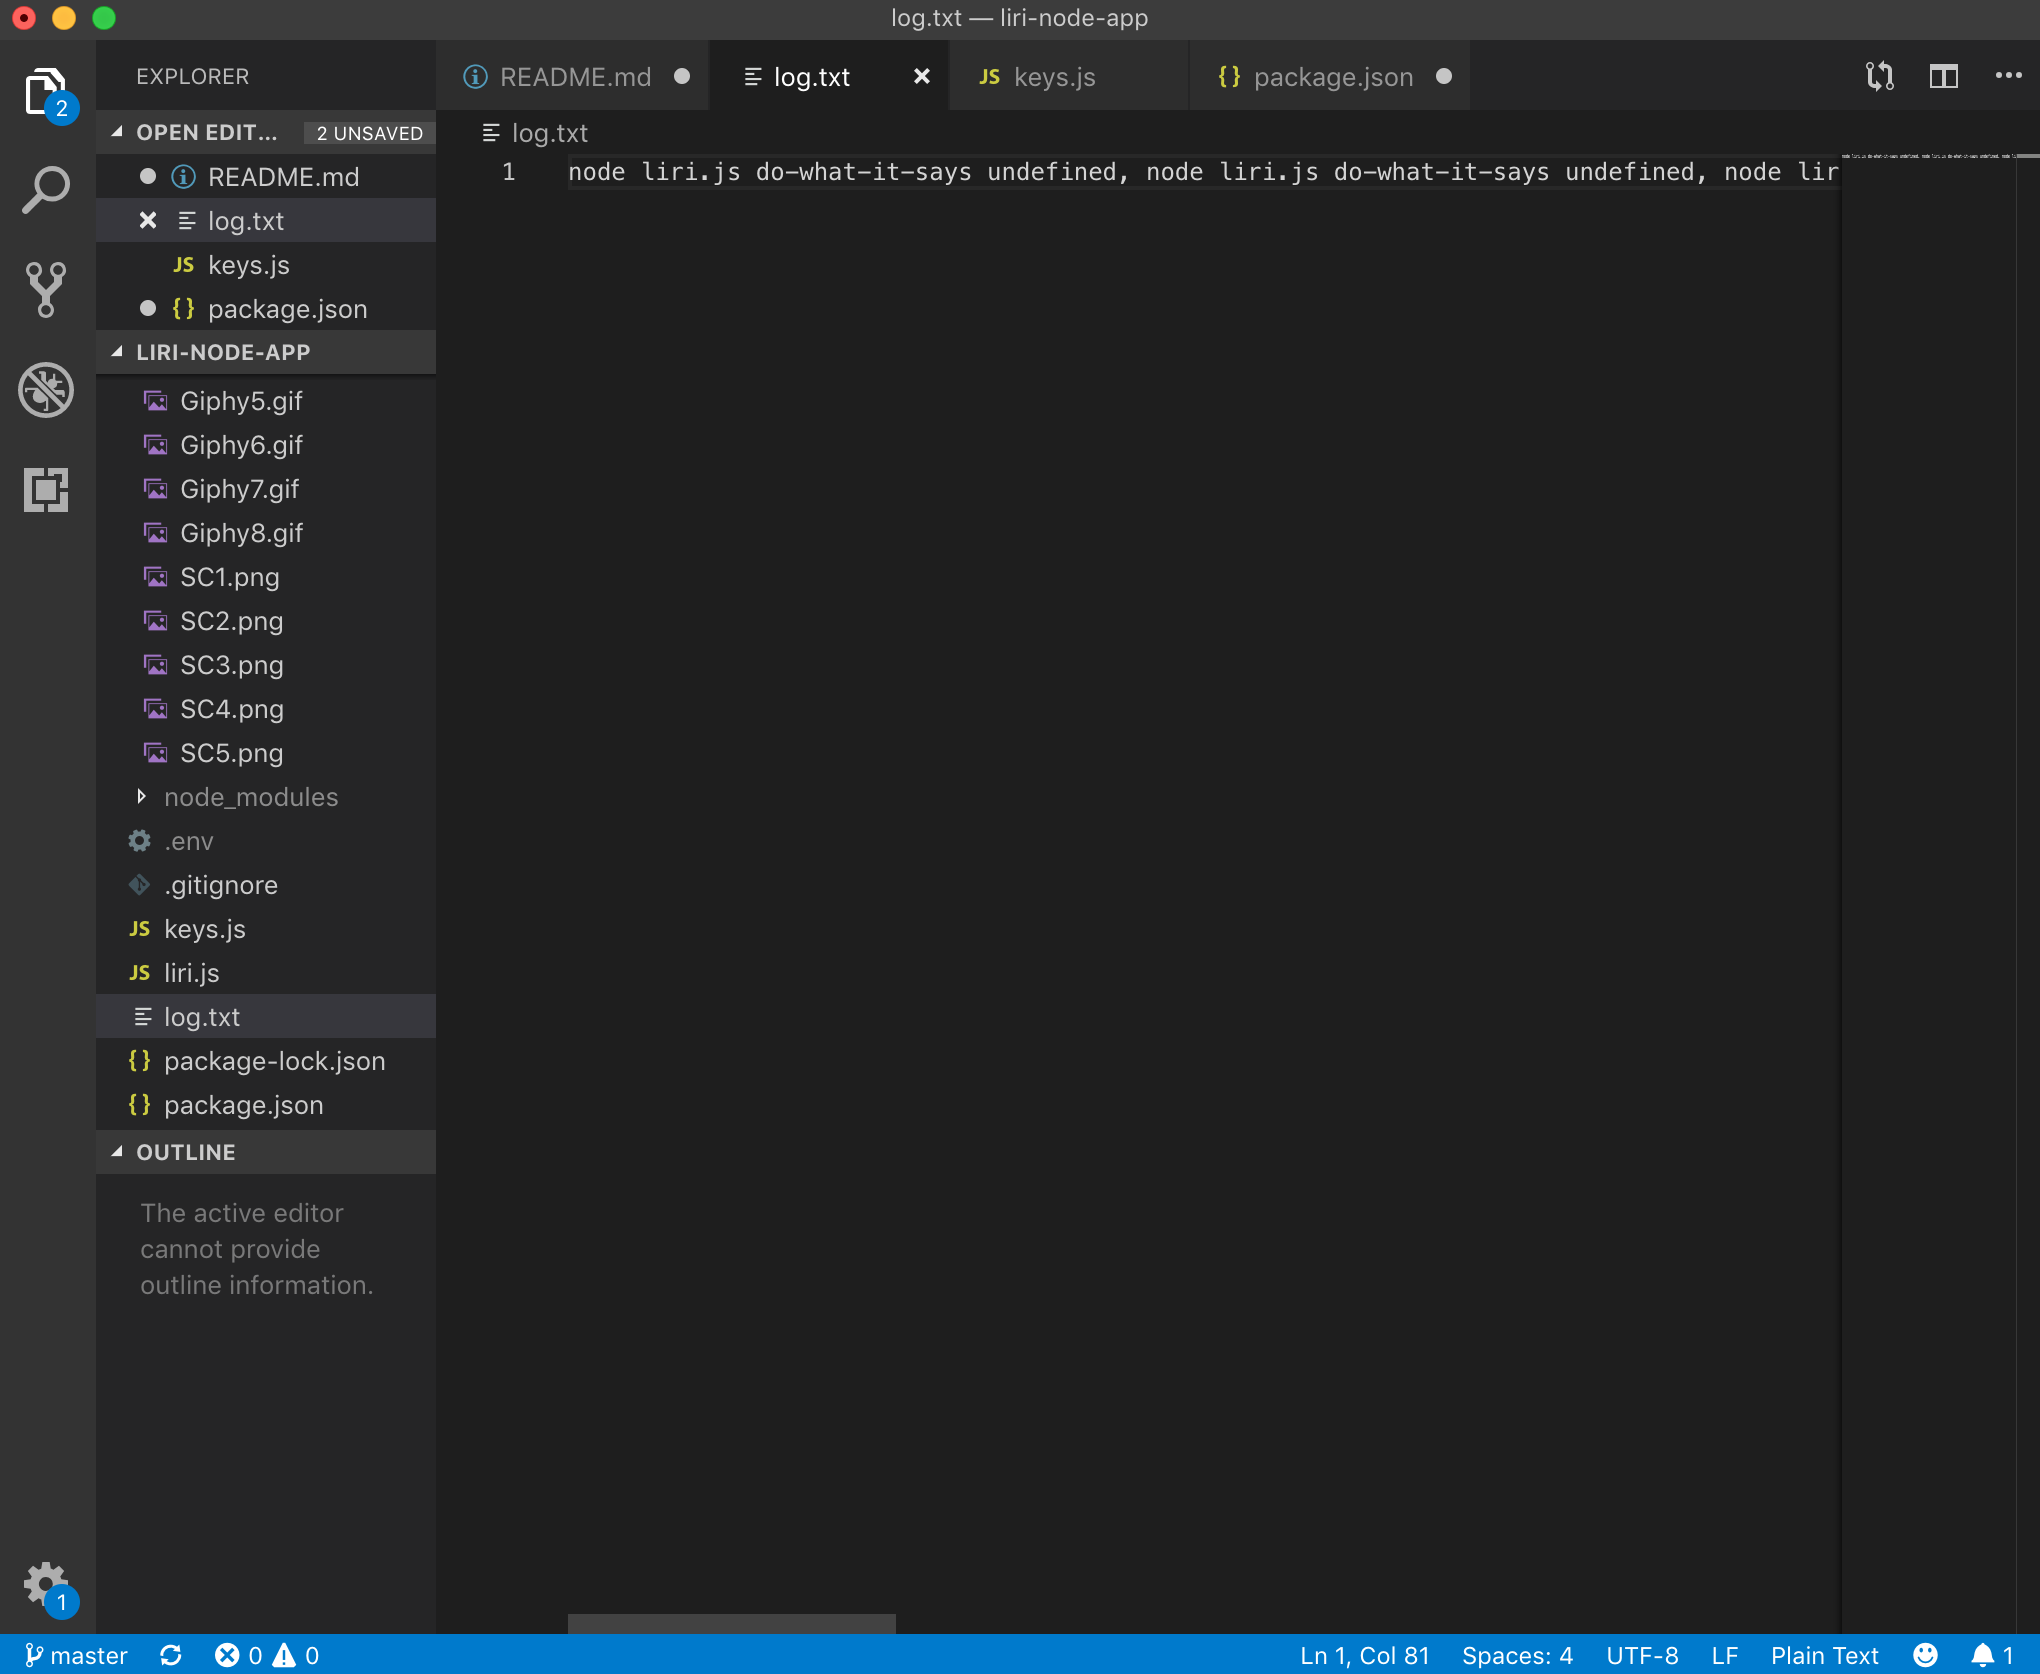 log.txt — liri-node-app
EXPLORER
README.md
log.txt
JS keys.js
{} package.json
2
OPEN EDIT... 2 UNSAVED
README.md
log.txt
JS keys.js
{} package.json
LIRI-NODE-APP
Giphy5.gif
Giphy6.gif
Giphy7.gif
Giphy8.gif
SC1.png
SC2.png
SC3.png
SC4.png
SC5.png
node_modules
.env
.gitignore
JS keys.js
JS liri.js
log.txt
{} package-lock.json
{} package.json
OUTLINE
The active editor
cannot provide
outline information.
log.txt
1 node liri.js do-what-it-says undefined, node liri.js do-what-it-says undefined, node lir
1
master 0 0 Ln 1, Col 81 Spaces: 4 UTF-8 LF Plain Text 1